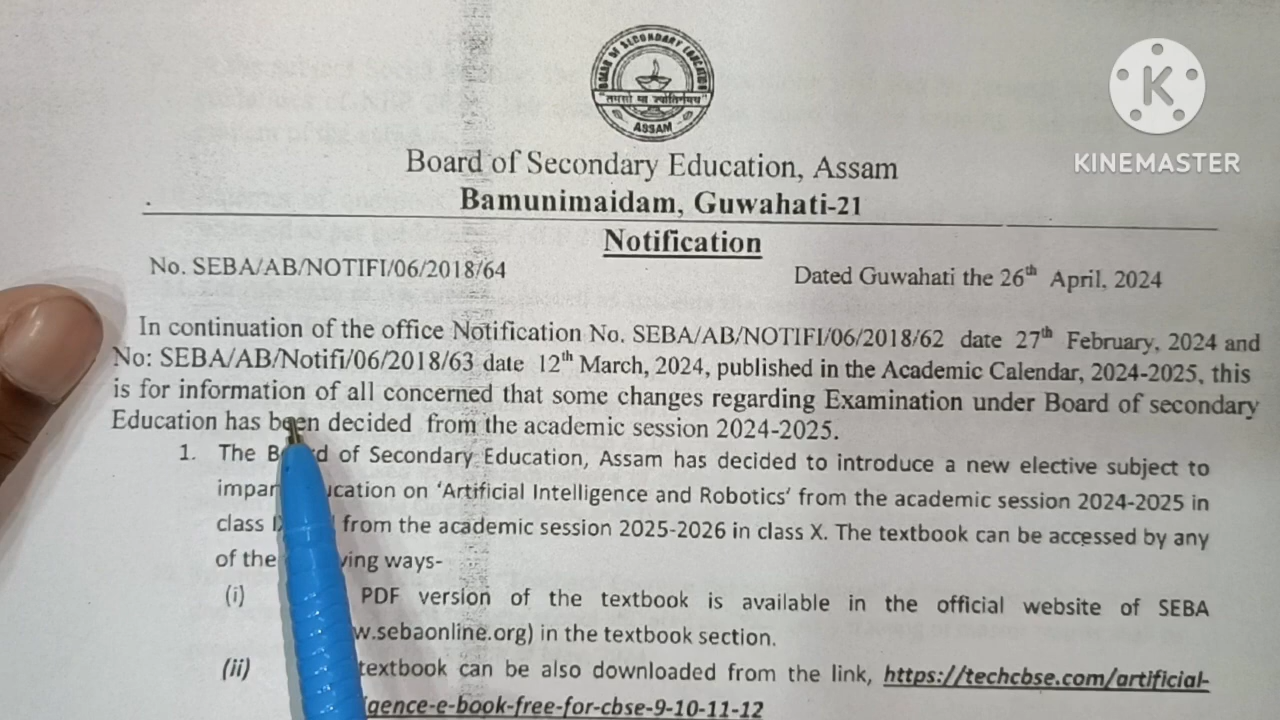 BOARD OF SECONDARY EDUCATION
ASSAM
KINEMASTER
Board of Secondary Education, Assam
Bamunimaidam, Guwahati-21
Notification
No. SEBA/AB/NOTIFI/06/2018/64 Dated Guwahati the 26th April, 2024
In continuation of the office Notification No. SEBA/AB/NOTIFI/06/2018/62 date 27th February, 2024 and
No: SEBA/AB/Notifi/06/2018/63 date 12th March, 2024, published in the Academic Calendar, 2024-2025, this
is for information of all concerned that some changes regarding Examination under Board of secondary
Education has been decided from the academic session 2024-2025.
1. The of Secondary Education, Assam has decided to introduce a new elective subject to
on 'Artificial Intelligence and Robotics' from the academic session 2024-2025 in
class from the academic session 2025-2026 in class X. The textbook can be accessed by any
of the ways-
(i) PDF version of the textbook is available in the official website of SEBA
w.sebaonline.org) in the textbook section.
(ii) textbook can be also downloaded from the link, https://techcbse.com/artificial-
gence-e-book-free-for-cbse-9-10-11-12